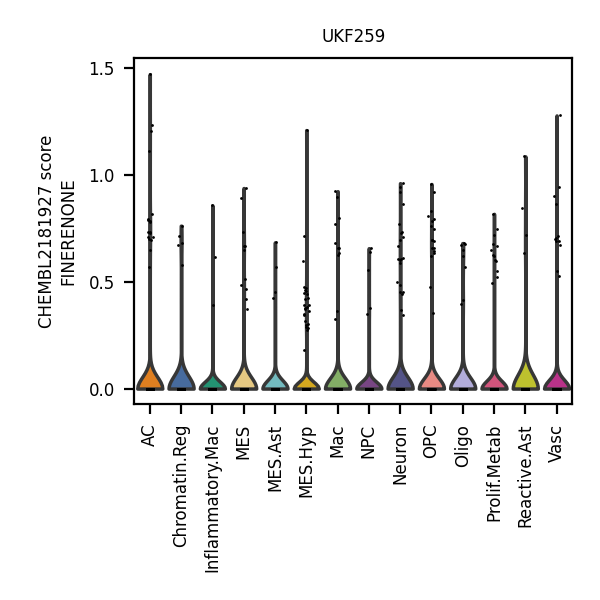 UKF259
CHEMBL2181927 score
FINERENONE
1.5
1.0
0.5
0.0
AC
Chromatin.Reg
Inflammatory.Mac
MES
MES.Ast
MES.Hyp
Mac
NPC
Neuron
OPC
Oligo
Prolif.Metab
Reactive.Ast
Vasc